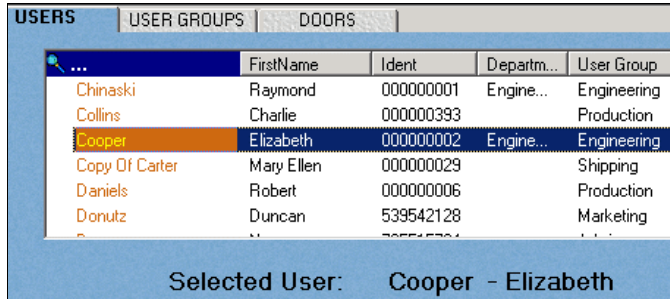 USERS USER GROUPS DOORS
... FirstName Ident Departm... User Group
Chinaski Raymond 000000001 Engine... Engineering
Collins Charlie 000000393 Production
Cooper Elizabeth 000000002 Engine... Engineering
Copy Of Carter Mary Ellen 000000029 Shipping
Daniels Robert 000000006 Production
Donutz Duncan 539542128 Marketing
Selected User: Cooper - Elizabeth